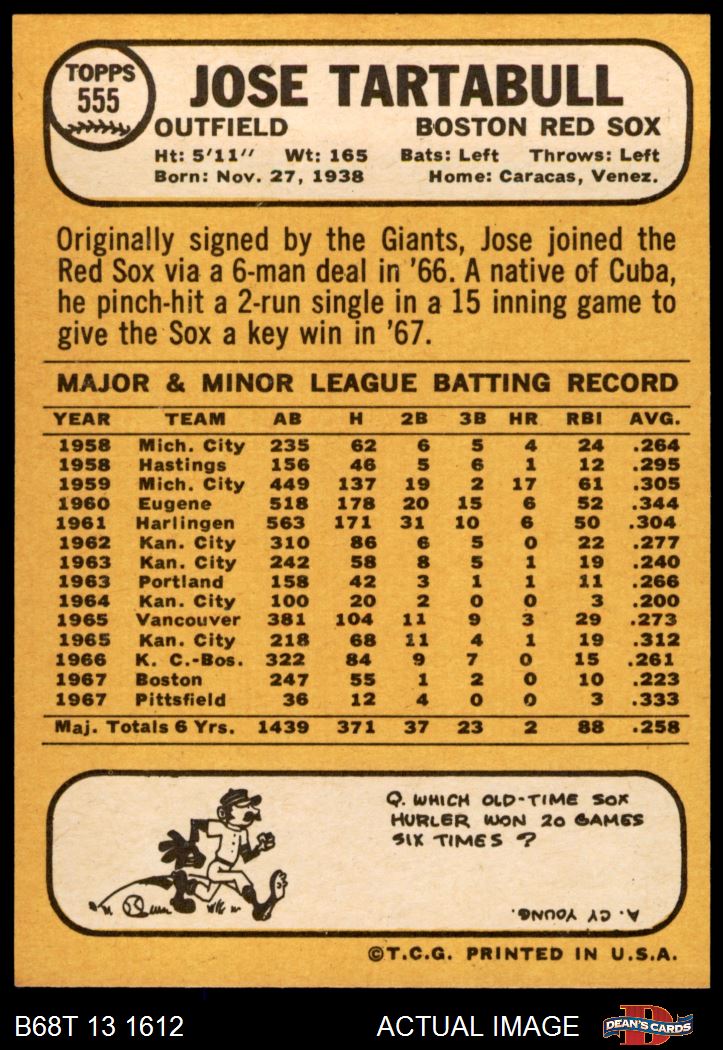 TOPPS
555
JOSE TARTABULL
OUTFIELD BOSTON RED SOX
Ht: 5'11" Wt: 165 Bats: Left Throws: Left
Born: Nov. 27, 1938 Home: Caracas, Venez.
Originally signed by the Giants, Jose joined the
Red Sox via a 6-man deal in '66. A native of Cuba,
he pinch-hit a 2-run single in a 15 inning game to
give the Sox a key win in '67.
MAJOR & MINOR LEAGUE BATTING RECORD
YEAR TEAM AB H 2B 3B HR RBI AVG.
1958 Mich. City 235 62 6 5 4 24 .264
1958 Hastings 156 46 5 6 1 12 .295
1959 Mich. City 449 137 19 2 17 61 .305
1960 Eugene 518 178 20 15 6 52 .344
1961 Harlingen 563 171 31 10 6 50 .304
1962 Kan. City 310 86 6 5 0 22 .277
1963 Kan. City 242 58 8 5 1 19 .240
1963 Portland 158 42 3 1 1 11 .266
1964 Kan. City 100 20 2 0 0 3 .200
1965 Vancouver 381 104 11 9 3 29 .273
1965 Kan. City 218 68 11 4 1 19 .312
1966 K. C.-Bos. 322 84 9 7 0 15 .261
1967 Boston 247 55 1 2 0 10 .223
1967 Pittsfield 36 12 4 0 0 3 .333
Maj. Totals 6 Yrs. 1439 371 37 23 2 88 .258
Q. WHICH OLD-TIME SOX
HURLER WON 20 GAMES
SIX TIMES ?
A. CY YOUNG.
©T.C.G. PRINTED IN U.S.A.
B68T 13 1612 ACTUAL IMAGE DEAN'S CARDS